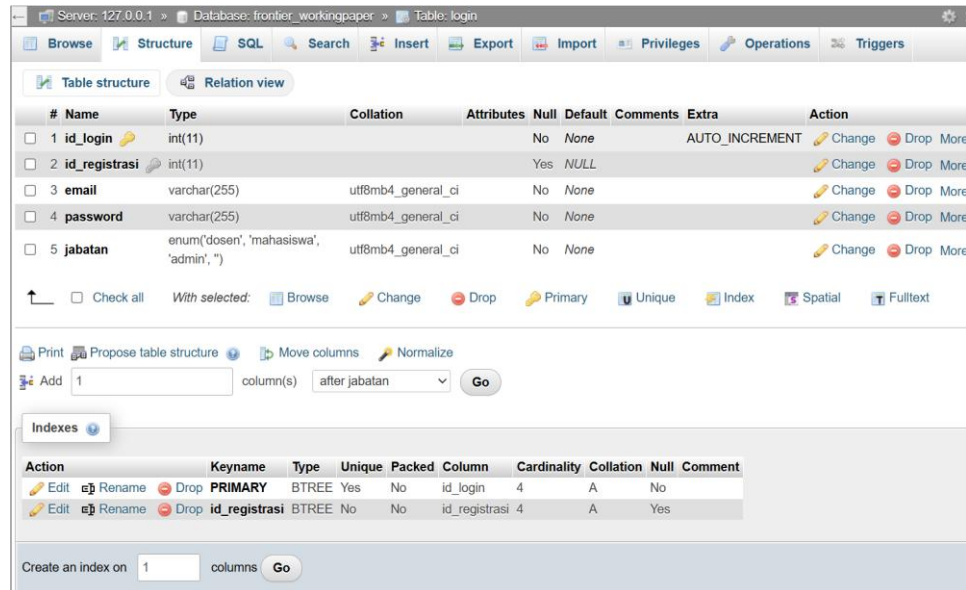 Server: 127.0.0.1 » Database: frontier_workingpaper » Table: login
Browse Structure SQL Search Insert Export Import Privileges Operations Triggers
Table structure Relation view
# Name Type Collation Attributes Null Default Comments Extra Action
1 id_login int(11) No None AUTO_INCREMENT Change Drop More
2 id_registrasi int(11) Yes NULL Change Drop More
3 email varchar(255) utf8mb4_general_ci No None Change Drop More
4 password varchar(255) utf8mb4_general_ci No None Change Drop More
5 jabatan enum('dosen', 'mahasiswa', 'admin', '') utf8mb4_general_ci No None Change Drop More
Check all With selected: Browse Change Drop Primary Unique Index Spatial Fulltext
Print Propose table structure Move columns Normalize
Add 1 column(s) after jabatan Go
Indexes
Action Keyname Type Unique Packed Column Cardinality Collation Null Comment
Edit Rename Drop PRIMARY BTREE Yes No id_login 4 A No
Edit Rename Drop id_registrasi BTREE No No id_registrasi 4 A Yes
Create an index on 1 columns Go